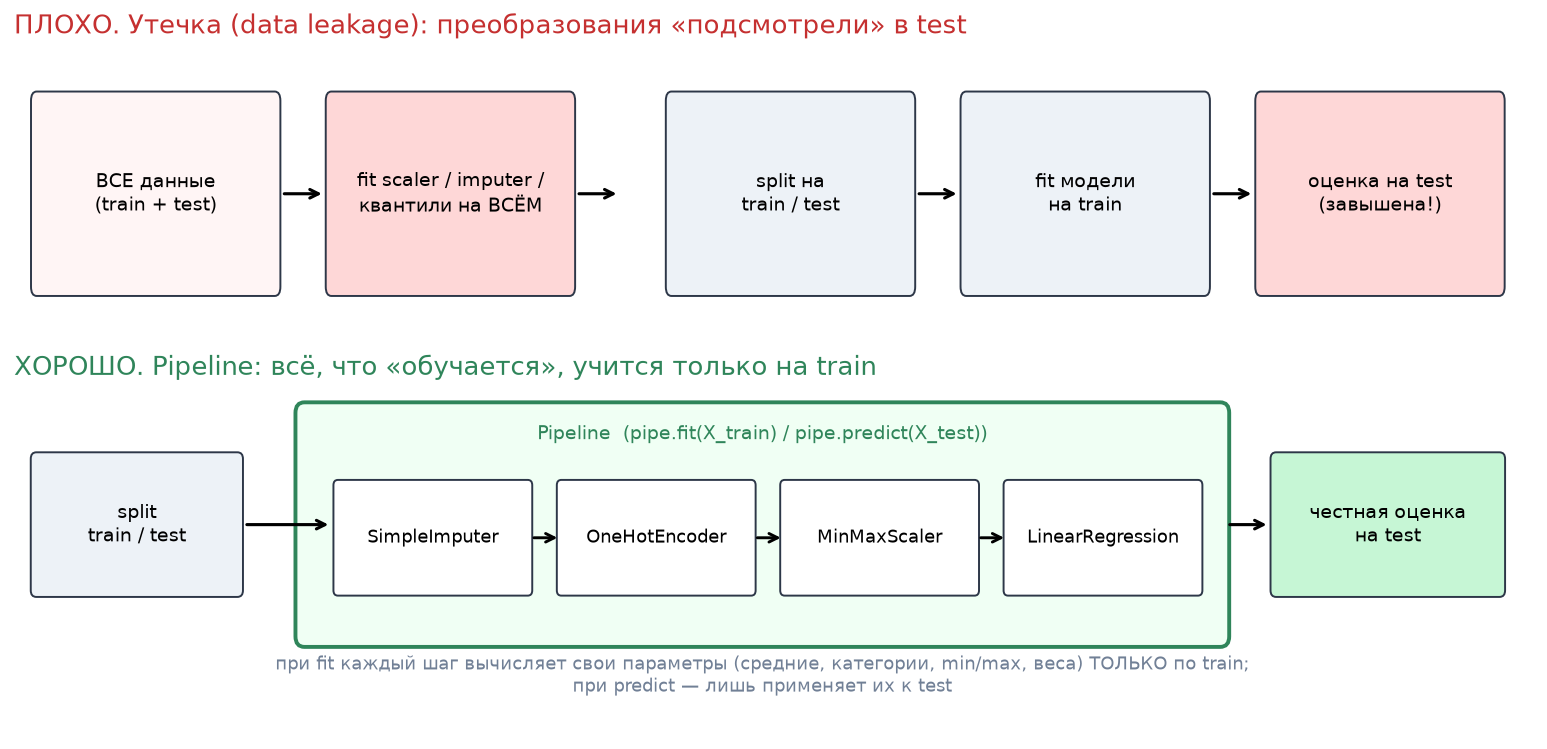 ПЛОХО. Утечка (data leakage): преобразования «подсмотрели» в test
ВСЕ данные
(train + test)
fit scaler / imputer /
квантили на ВСЁМ
split на
train / test
fit модели
на train
оценка на test
(завышена!)
ХОРОШО. Pipeline: всё, что «обучается», учится только на train
Pipeline  (pipe.fit(X_train) / pipe.predict(X_test))
split
train / test
SimpleImputer
OneHotEncoder
MinMaxScaler
LinearRegression
честная оценка
на test
при fit каждый шаг вычисляет свои параметры (средние, категории, min/max, веса) ТОЛЬКО по train;
при predict — лишь применяет их к test